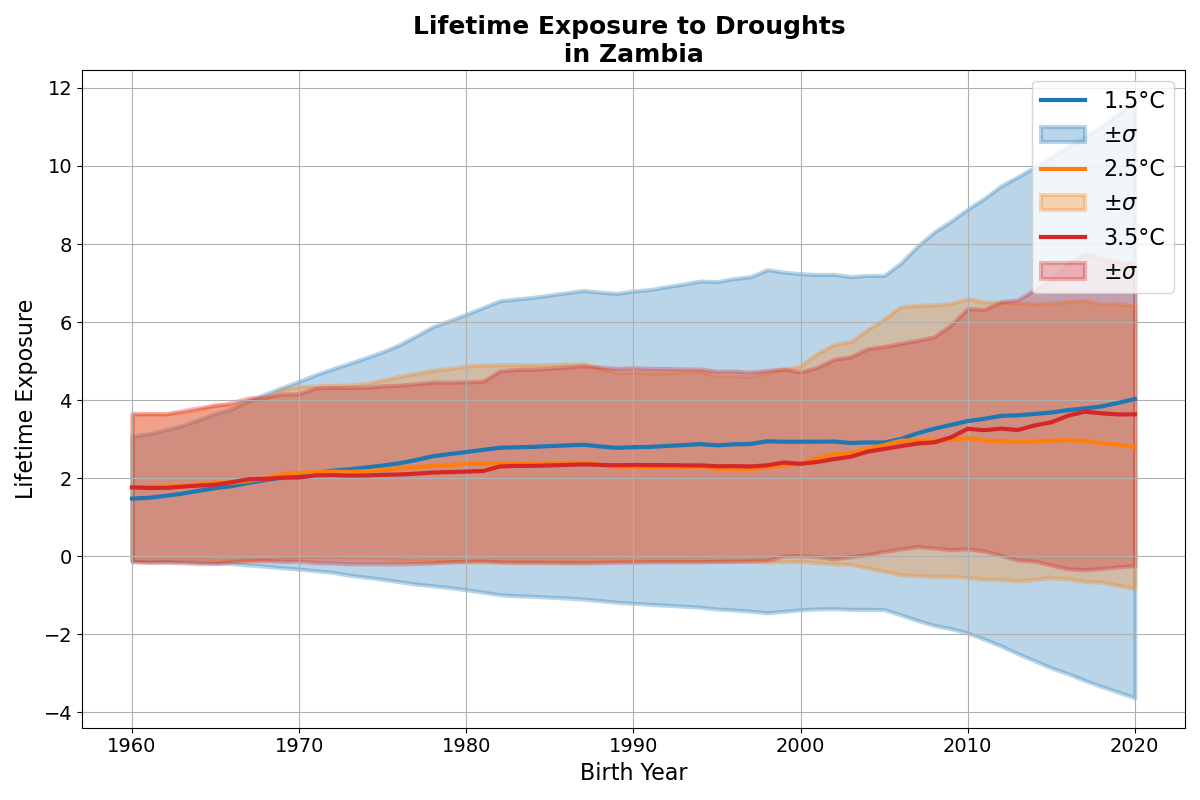 Lifetime Exposure to Droughts
in Zambia
12
10
8
6
4
2
0
−2
−4
Lifetime Exposure
1960 1970 1980 1990 2000 2010 2020
Birth Year
1.5°C
±σ
2.5°C
±σ
3.5°C
±σ